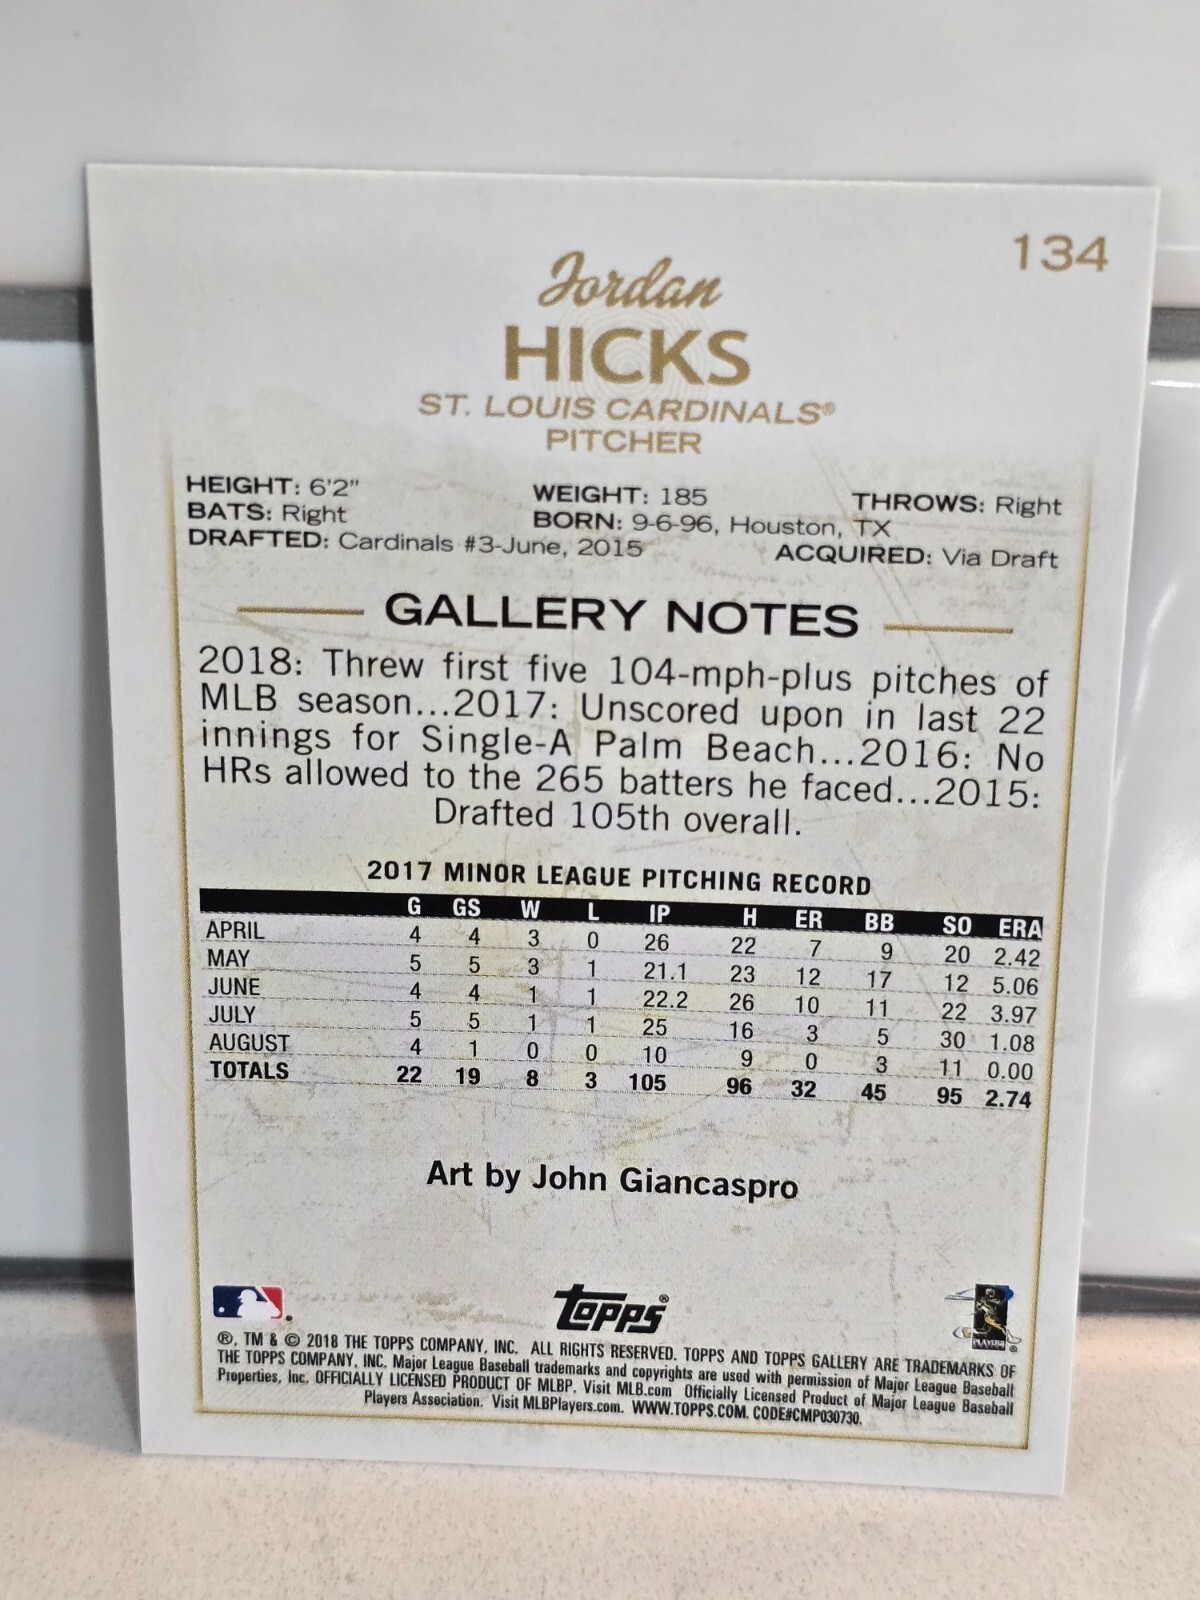 134
Jordan
HICKS
ST. LOUIS CARDINALS®
PITCHER
HEIGHT: 6'2" WEIGHT: 185 THROWS: Right
BATS: Right BORN: 9-6-96, Houston, TX
DRAFTED: Cardinals #3-June, 2015 ACQUIRED: Via Draft
GALLERY NOTES
2018: Threw first five 104-mph-plus pitches of
MLB season...2017: Unscored upon in last 22
innings for Single-A Palm Beach...2016: No
HRs allowed to the 265 batters he faced...2015:
Drafted 105th overall.
2017 MINOR LEAGUE PITCHING RECORD
G GS W L IP H ER BB SO ERA
APRIL 4 4 3 0 26 22 7 9 20 2.42
MAY 5 5 3 1 21.1 23 12 17 12 5.06
JUNE 4 4 1 1 22.2 26 10 11 22 3.97
JULY 5 5 1 1 25 16 3 5 30 1.08
AUGUST 4 1 0 0 10 9 0 3 11 0.00
TOTALS 22 19 8 3 105 96 32 45 95 2.74
Art by John Giancaspro
topps®
PLAYERS
®, TM & © 2018 THE TOPPS COMPANY, INC. ALL RIGHTS RESERVED. TOPPS AND TOPPS GALLERY ARE TRADEMARKS OF
THE TOPPS COMPANY, INC. Major League Baseball trademarks and copyrights are used with permission of Major League Baseball
Properties, Inc. OFFICIALLY LICENSED PRODUCT OF MLBP. Visit MLB.com Officially Licensed Product of Major League Baseball
Players Association. Visit MLBPlayers.com. WWW.TOPPS.COM. CODE#CMP030730.